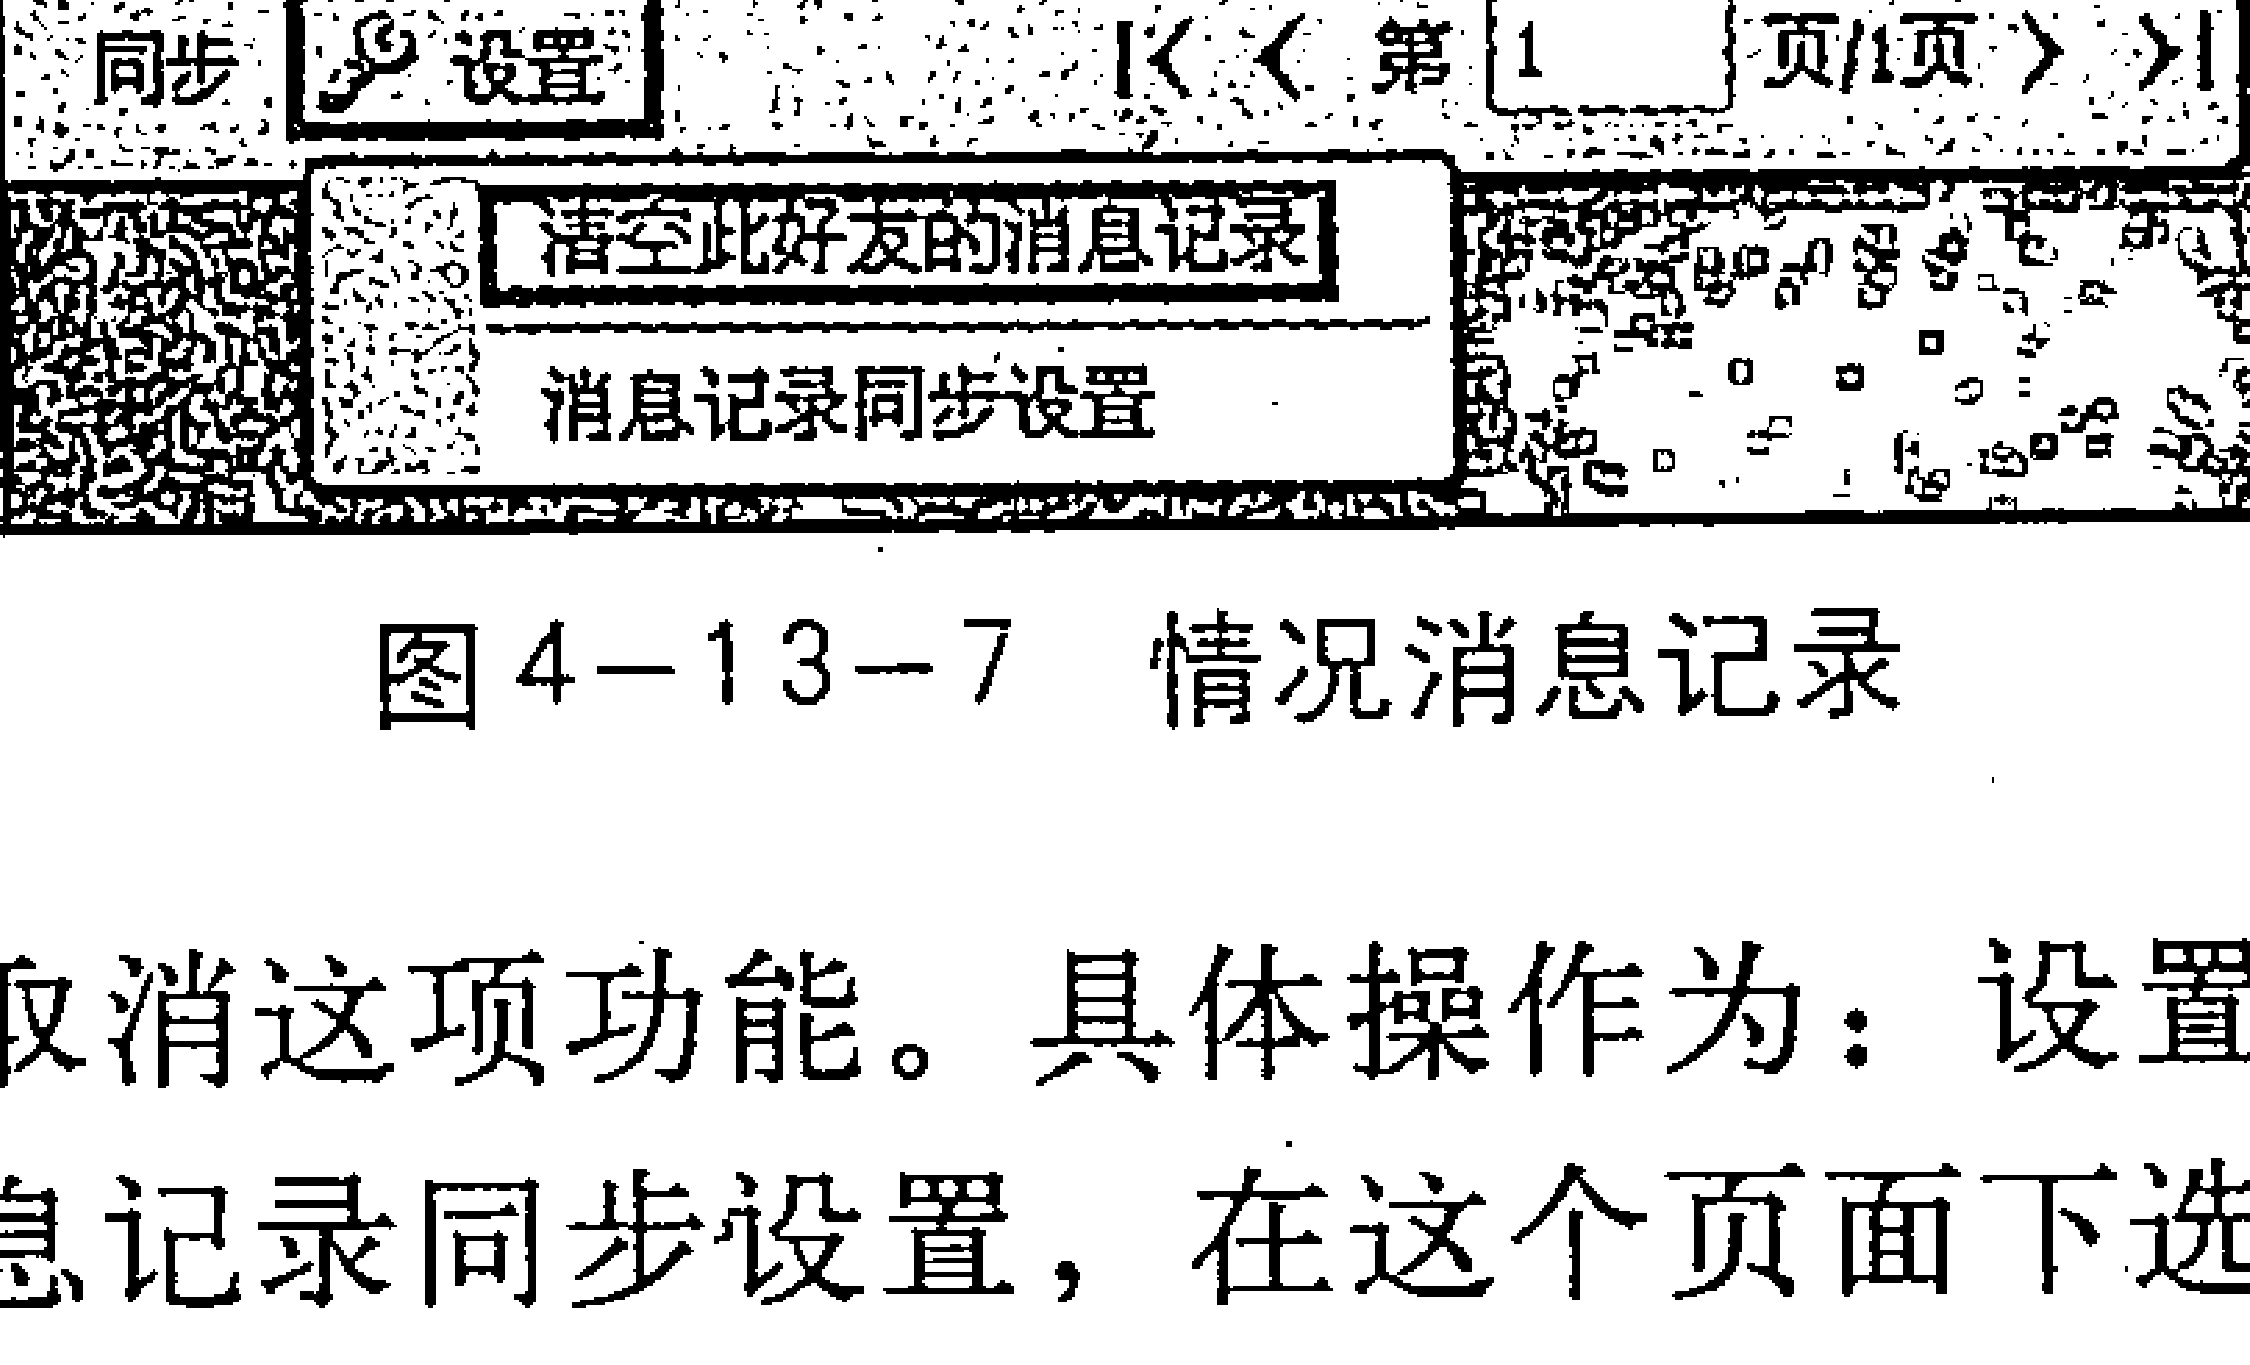 同步 设置 第 1 页/1页
清空此好友的消息记录
消息记录同步设置
图4-13-7 情况消息记录
取消这项功能。具体操作为：设置
息记录同步设置，在这个页面下选